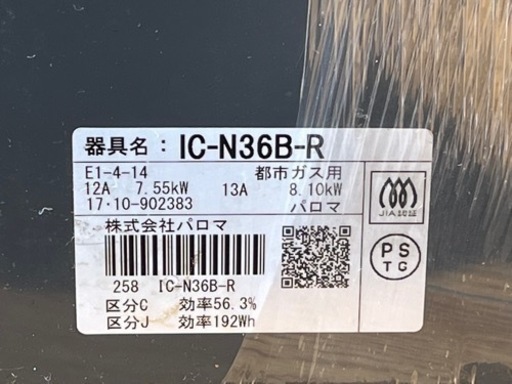 器具名： IC-N36B-R
E1-4-14 都市ガス用
12A 7.55kW 13A 8.10kW
17・10-902383 パロマ
株式会社パロマ
258 IC-N36B-R
区分C 効率56.3%
区分J 効率192Wh
JIA認証
PS
TG